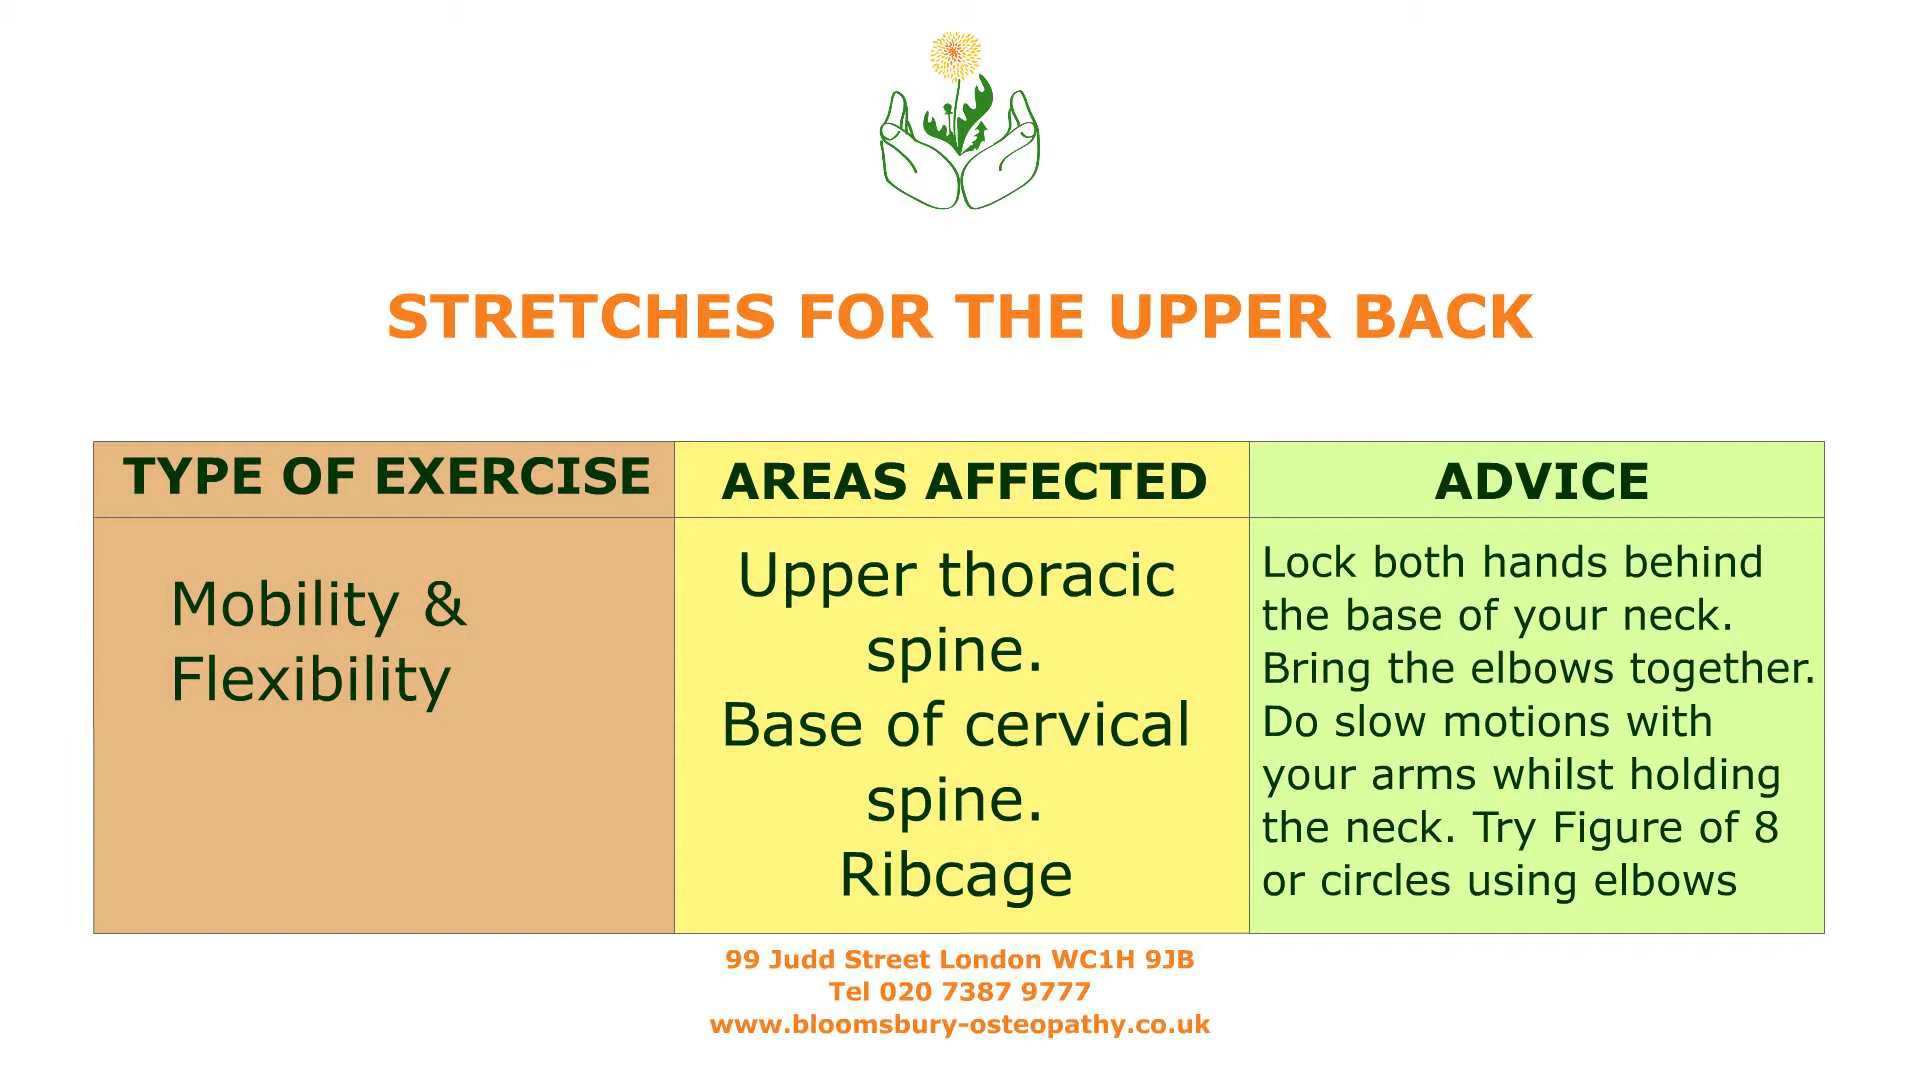 STRETCHES FOR THE UPPER BACK
TYPE OF EXERCISE
AREAS AFFECTED
ADVICE
Mobility &
Flexibility
Upper thoracic
spine.
Base of cervical
spine.
Ribcage
Lock both hands behind
the base of your neck.
Bring the elbows together.
Do slow motions with
your arms whilst holding
the neck. Try Figure of 8
or circles using elbows
99 Judd Street London WC1H 9JB
Tel 020 7387 9777
www.bloomsbury-osteopathy.co.uk